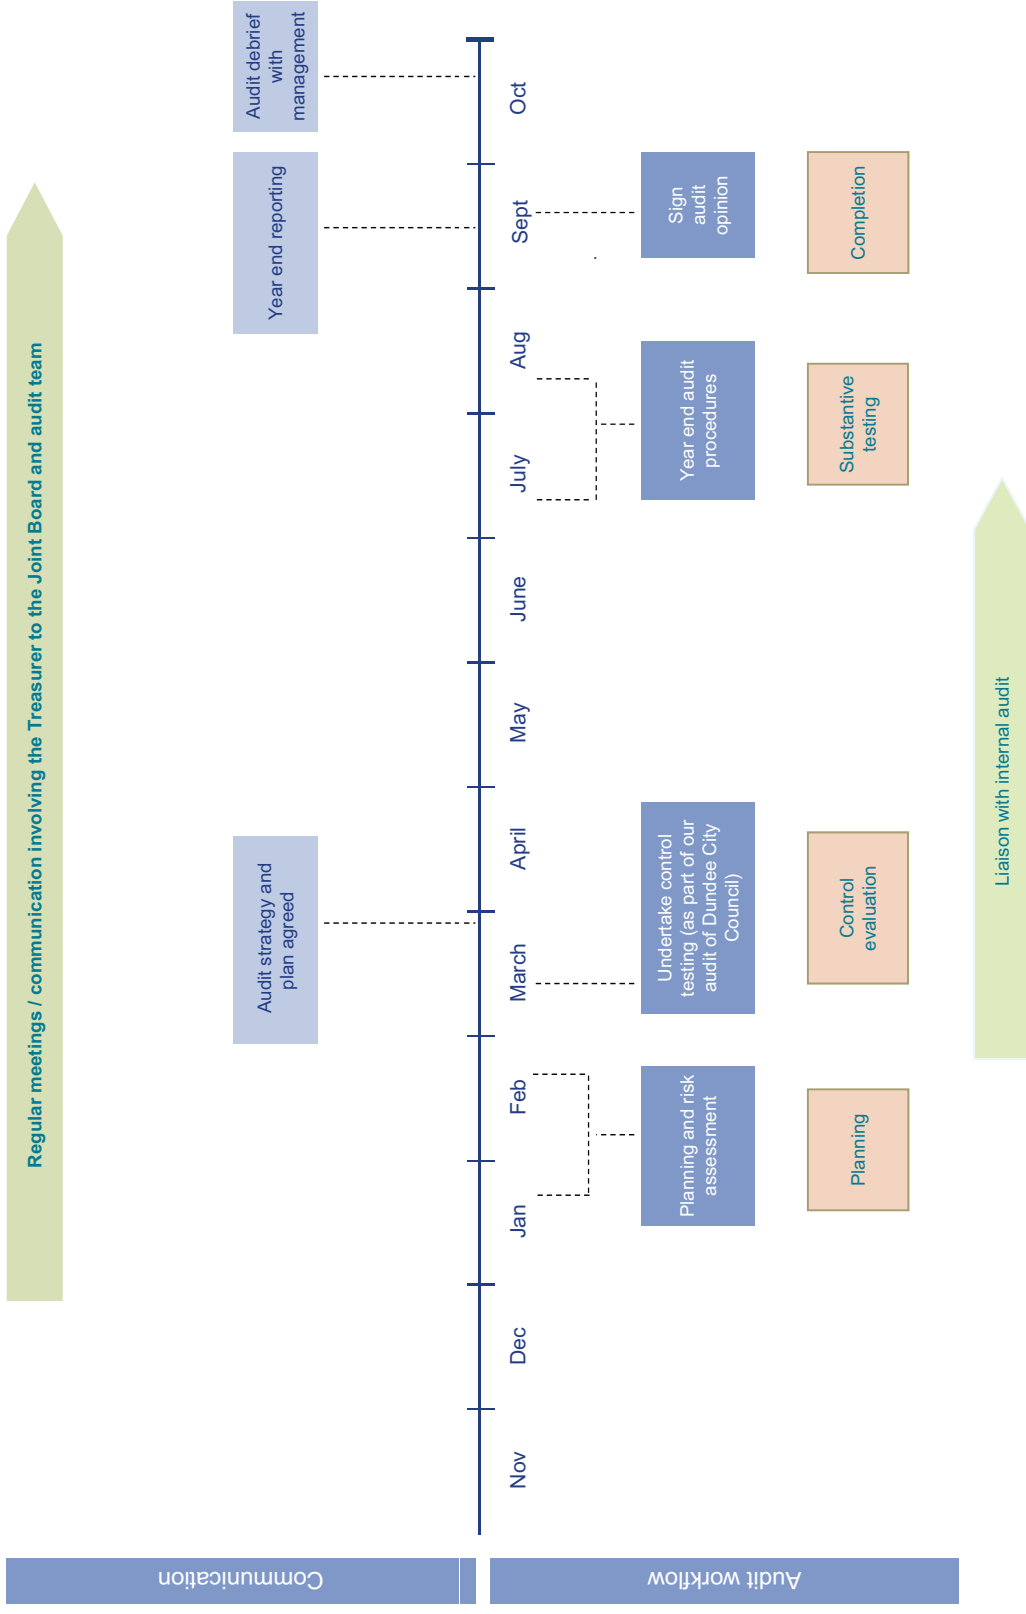 Communication
Regular meetings / communication involving the Treasurer to the Joint Board and audit team
Audit strategy and
plan agreed
Year end reporting
Audit debrief
with
management
Nov
Dec
Jan
Feb
March
April
May
June
July
Aug
Sept
Oct
Audit workflow
Planning and risk
assessment
Undertake control
testing (as part of our
audit of Dundee City
Council)
Year end audit
procedures
Sign
audit
opinion
.
Planning
Control
evaluation
Substantive
testing
Completion
Liaison with internal audit